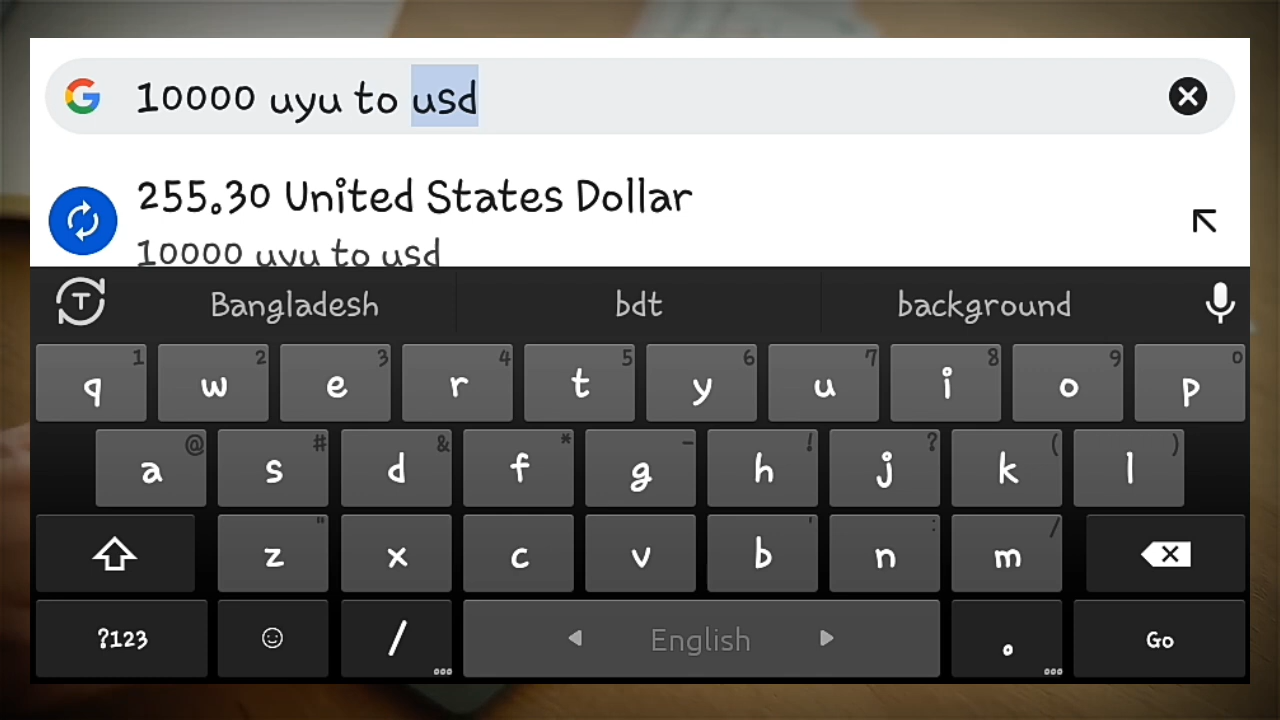 10000 uyu to usd
255.30 United States Dollar
10000 uyu to usd
T
Bangladesh bdt background
1 2 3 4 5 6 7 8 9 0
q w e r t y u i o p
@ # & * - ! ? ( )
a s d f g h j k l
" ' : /
z x c v b n m
?123 / English . Go